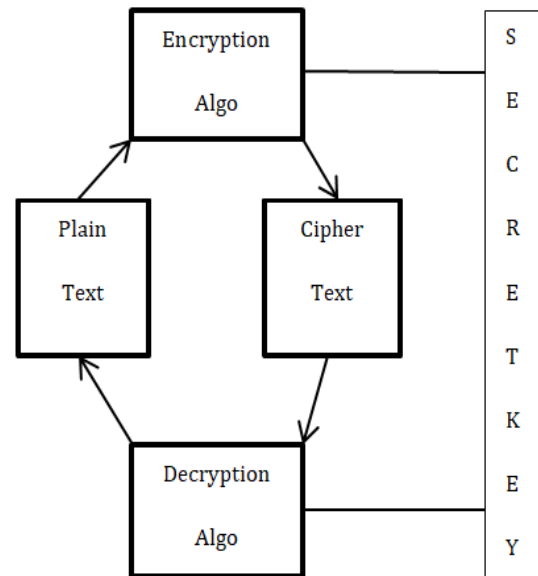 Encryption
Algo
Plain
Text
Cipher
Text
Decryption
Algo
S
E
C
R
E
T
K
E
Y